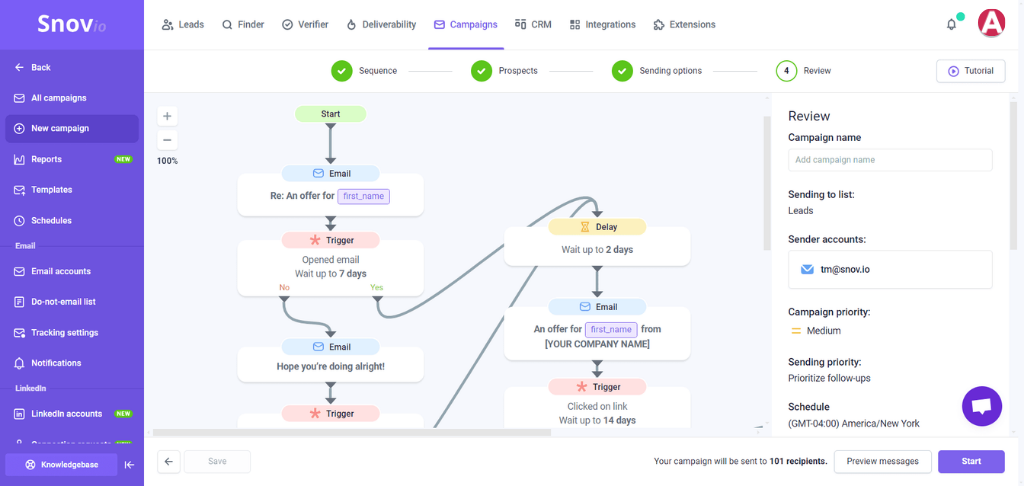 Snovio
Leads
Finder
Verifier
Deliverability
Campaigns
CRM
Integrations
Extensions
A
Back
All campaigns
New campaign
Reports NEW
Templates
Schedules
Email
Email accounts
Do-not-email list
Tracking settings
Notifications
LinkedIn
LinkedIn accounts NEW
Connection requests
Knowledgebase
Sequence
Prospects
Sending options
4 Review
Tutorial
100%
Start
Email
Re: An offer for first_name
Trigger
Opened email
Wait up to 7 days
No
Yes
Email
Hope you're doing alright!
Trigger
Delay
Wait up to 2 days
Email
An offer for first_name from
[YOUR COMPANY NAME]
Trigger
Clicked on link
Wait up to 14 days
Review
Campaign name
Add campaign name
Sending to list:
Leads
Sender accounts:
tm@snov.io
Campaign priority:
Medium
Sending priority:
Prioritize follow-ups
Schedule
(GMT-04:00) America/New York
Save
Your campaign will be sent to 101 recipients.
Preview messages
Start